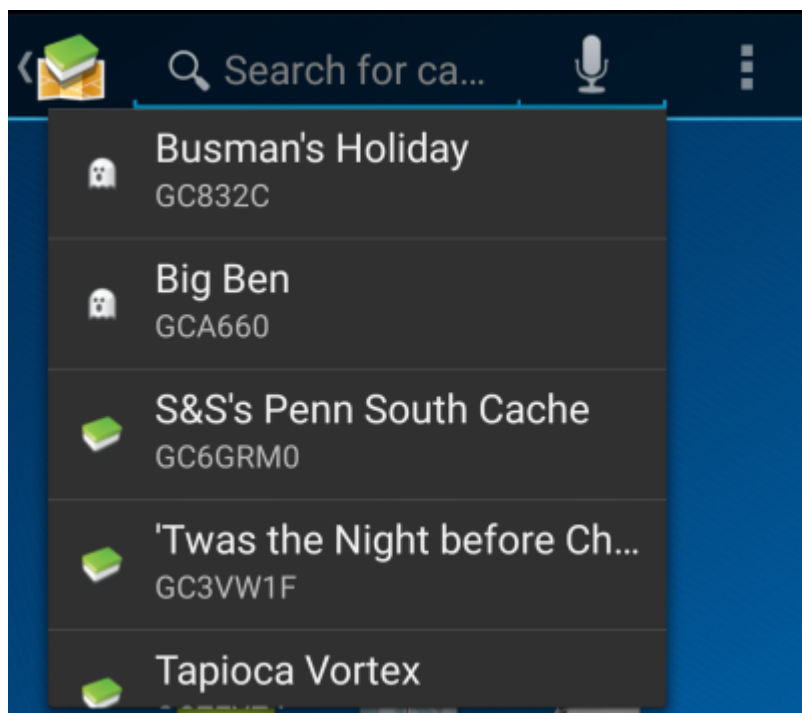 Search for ca...
Busman's Holiday
GC832C
Big Ben
GCA660
S&S's Penn South Cache
GC6GRM0
'Twas the Night before Ch...
GC3VW1F
Tapioca Vortex